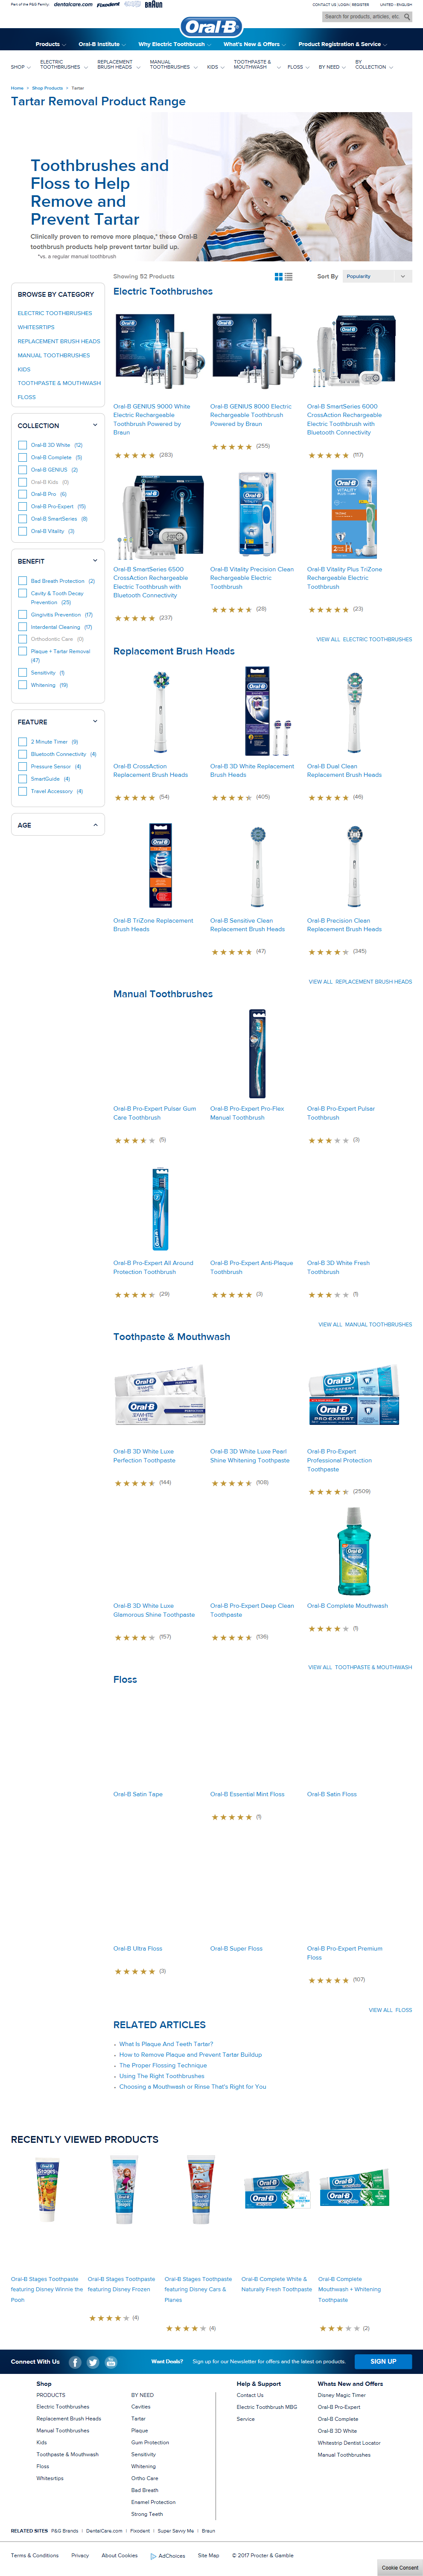 Part of the P&G Family dentalcare.com Fixodent BRAUN
CONTACT US LOGIN REGISTER UNITED - ENGLISH
Search for products, articles, etc.
Oral-B
Products Oral-B Institute Why Electric Toothbrush What's New & Offers Product Registration & Service
SHOP ELECTRIC TOOTHBRUSHES REPLACEMENT BRUSH HEADS MANUAL TOOTHBRUSHES KIDS TOOTHPASTE & MOUTHWASH FLOSS BY NEED BY COLLECTION
Home > Shop Products > Tartar
Tartar Removal Product Range
Toothbrushes and
Floss to Help
Remove and
Prevent Tartar
Clinically proven to remove more plaque,* these Oral-B
toothbrush products help prevent tartar build up.
*vs. a regular manual toothbrush
Showing 52 Products
Sort By Popularity
BROWSE BY CATEGORY
ELECTRIC TOOTHBRUSHES
WHITESRTIPS
REPLACEMENT BRUSH HEADS
MANUAL TOOTHBRUSHES
KIDS
TOOTHPASTE & MOUTHWASH
FLOSS
COLLECTION
Oral-B 3D White (12)
Oral-B Complete (5)
Oral-B GENIUS (2)
Oral-B Kids (0)
Oral-B Pro (6)
Oral-B Pro-Expert (15)
Oral-B SmartSeries (8)
Oral-B Vitality (3)
BENEFIT
Bad Breath Protection (2)
Cavity & Tooth Decay
Prevention (25)
Gingivitis Prevention (17)
Interdental Cleaning (17)
Orthodontic Care (0)
Plaque + Tartar Removal
(47)
Sensitivity (1)
Whitening (19)
FEATURE
2 Minute Timer (9)
Bluetooth Connectivity (4)
Pressure Sensor (4)
SmartGuide (4)
Travel Accessory (4)
AGE
Electric Toothbrushes
Oral-B GENIUS 9000 White
Electric Rechargeable
Toothbrush Powered by
Braun
(283)
Oral-B GENIUS 8000 Electric
Rechargeable Toothbrush
Powered by Braun
(255)
Oral-B SmartSeries 6000
CrossAction Rechargeable
Electric Toothbrush with
Bluetooth Connectivity
(117)
Oral-B SmartSeries 6500
CrossAction Rechargeable
Electric Toothbrush with
Bluetooth Connectivity
(237)
Oral-B Vitality Precision Clean
Rechargeable Electric
Toothbrush
(28)
Oral-B Vitality Plus TriZone
Rechargeable Electric
Toothbrush
(23)
VIEW ALL ELECTRIC TOOTHBRUSHES
Replacement Brush Heads
Oral-B CrossAction
Replacement Brush Heads
(54)
Oral-B 3D White Replacement
Brush Heads
(405)
Oral-B Dual Clean
Replacement Brush Heads
(46)
Oral-B TriZone Replacement
Brush Heads
Oral-B Sensitive Clean
Replacement Brush Heads
(47)
Oral-B Precision Clean
Replacement Brush Heads
(345)
VIEW ALL REPLACEMENT BRUSH HEADS
Manual Toothbrushes
Oral-B Pro-Expert Pulsar Gum
Care Toothbrush
(5)
Oral-B Pro-Expert Pro-Flex
Manual Toothbrush
Oral-B Pro-Expert Pulsar
Toothbrush
(3)
Oral-B Pro-Expert All Around
Protection Toothbrush
(29)
Oral-B Pro-Expert Anti-Plaque
Toothbrush
(3)
Oral-B 3D White Fresh
Toothbrush
(1)
VIEW ALL MANUAL TOOTHBRUSHES
Toothpaste & Mouthwash
Oral-B 3D White Luxe
Perfection Toothpaste
(144)
Oral-B 3D White Luxe Pearl
Shine Whitening Toothpaste
(108)
Oral-B Pro-Expert
Professional Protection
Toothpaste
(2509)
Oral-B 3D White Luxe
Glamorous Shine Toothpaste
(157)
Oral-B Pro-Expert Deep Clean
Toothpaste
(136)
Oral-B Complete Mouthwash
(1)
VIEW ALL TOOTHPASTE & MOUTHWASH
Floss
Oral-B Satin Tape
Oral-B Essential Mint Floss
(1)
Oral-B Satin Floss
Oral-B Ultra Floss
(3)
Oral-B Super Floss
Oral-B Pro-Expert Premium
Floss
(107)
VIEW ALL FLOSS
RELATED ARTICLES
What Is Plaque And Teeth Tartar?
How to Remove Plaque and Prevent Tartar Buildup
The Proper Flossing Technique
Using The Right Toothbrushes
Choosing a Mouthwash or Rinse That's Right for You
RECENTLY VIEWED PRODUCTS
Oral-B Stages Toothpaste
featuring Disney Winnie the
Pooh
Oral-B Stages Toothpaste
featuring Disney Frozen
(4)
Oral-B Stages Toothpaste
featuring Disney Cars &
Planes
(4)
Oral-B Complete White &
Naturally Fresh Toothpaste
Oral-B Complete
Mouthwash + Whitening
Toothpaste
(2)
Connect With Us
Want Deals? Sign up for our Newsletter for offers and the latest on products. SIGN UP
Shop
PRODUCTS
Electric Toothbrushes
Replacement Brush Heads
Manual Toothbrushes
Kids
Toothpaste & Mouthwash
Floss
Whitesrtips
BY NEED
Cavities
Tartar
Plaque
Gum Protection
Sensitivity
Whitening
Ortho Care
Bad Breath
Enamel Protection
Strong Teeth
Help & Support
Contact Us
Electric Toothbrush MBG
Service
Whats New and Offers
Disney Magic Timer
Oral-B Pro-Expert
Oral-B Complete
Oral-B 3D White
Whitestrip Dentist Locator
Manual Toothbrushes
RELATED SITES P&G Brands | DentalCare.com | Fixodent | Super Savvy Me | Braun
Terms & Conditions Privacy About Cookies AdChoices Site Map © 2017 Procter & Gamble
Cookie Consent